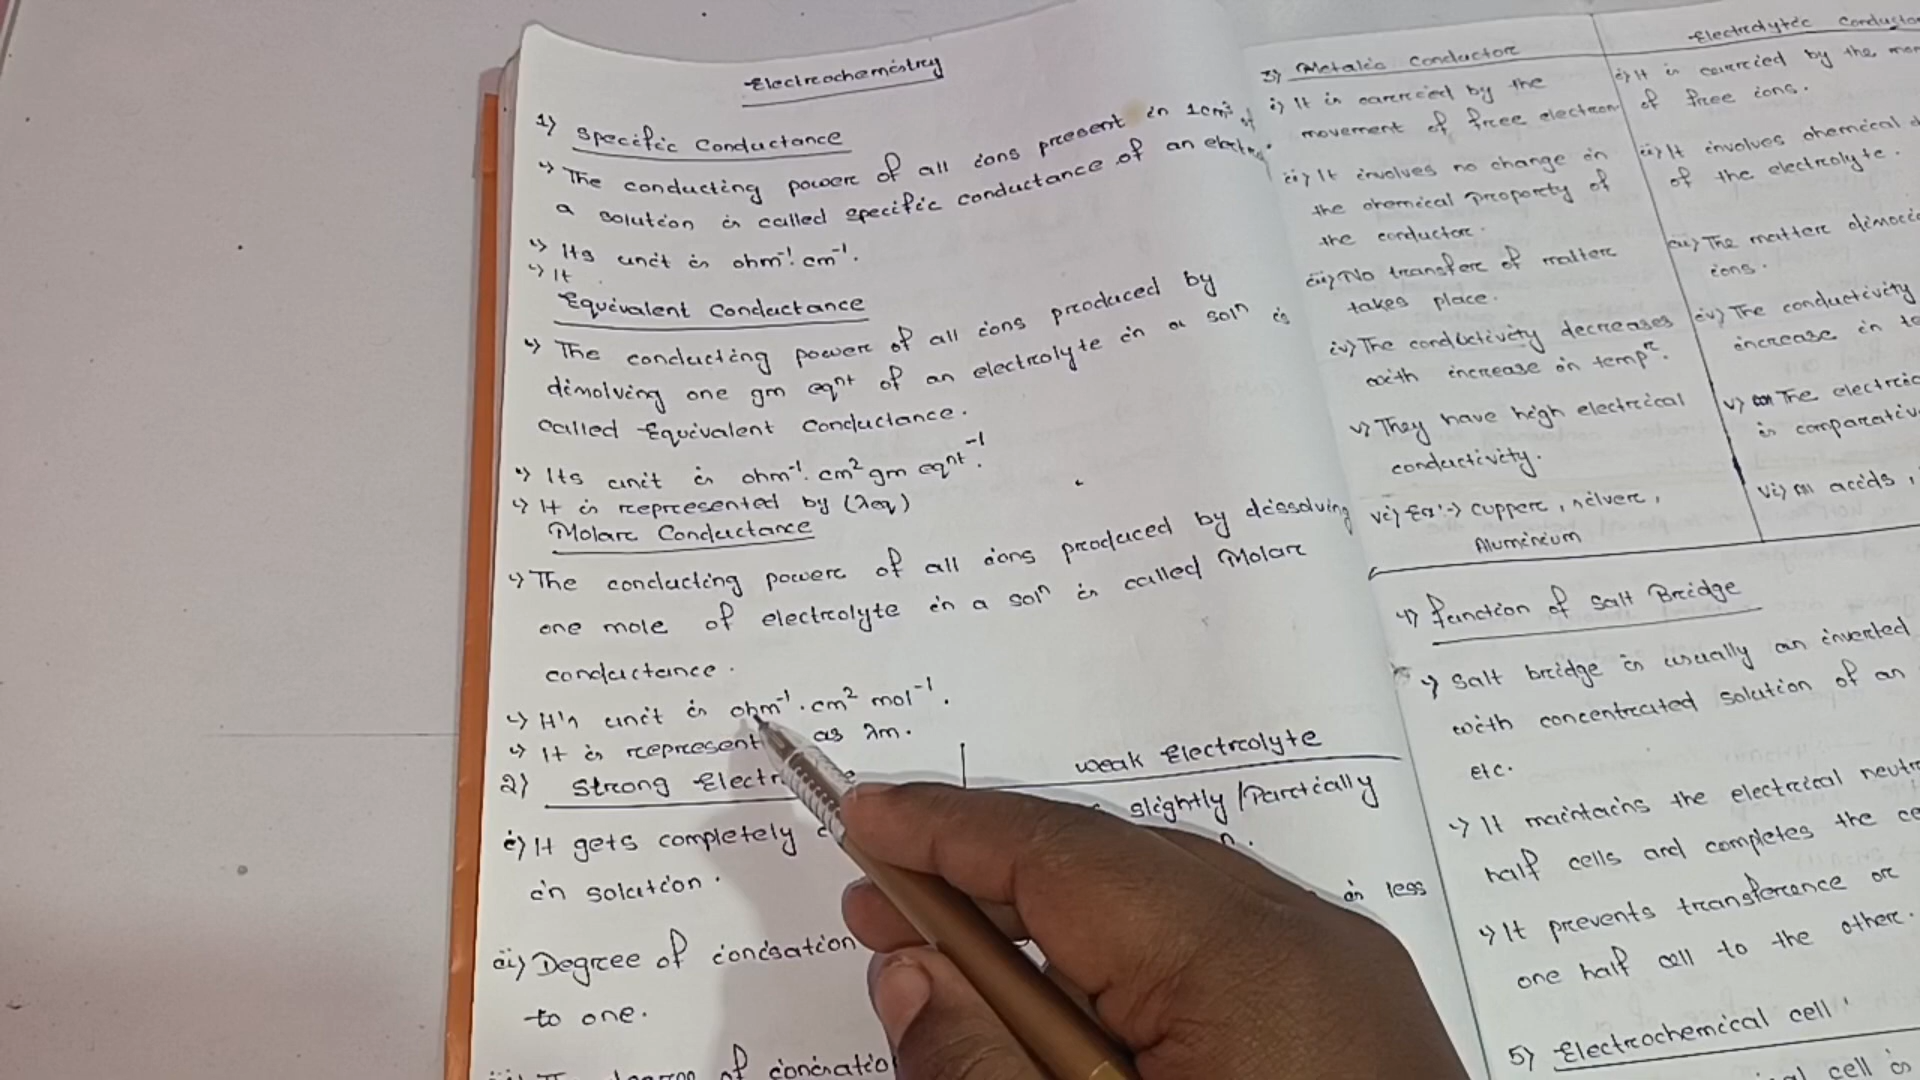 Electrochemistry
1) Specific Conductance
↳ The conducting power of all ions present in 1cm³ of
a solution is called specific conductance of an
↳ Its unit is ohm⁻¹. cm⁻¹.
↳ It
Equivalent Conductance
↳ The conducting power of all ions produced by
dissolving one gm eqnt of an electrolyte in a solⁿ is
called Equivalent Conductance.
↳ Its unit is ohm⁻¹. cm² gm eqnt⁻¹.
↳ It is represented by (λeq)
Molar Conductance
↳ The conducting power of all ions produced by dissolving
one mole of electrolyte in a solⁿ is called Molar
conductance.
↳ It's unit is ohm⁻¹. cm² mol⁻¹.
↳ It is represent as λm.
2) Strong Electr
i) It gets completely
in solution.
ii) Degree of ionisation
to one.
of ionisatio
weak Electrolyte
slightly/Partially
n.
is less
3) Metalic Conductor
i) It is carried by the
movement of free electron
ii) It involves no change in
the chemical property of
the conductor.
iii) No transfer of matter
takes place.
iv) The conductivity decreases
with increase in tempʳ.
v) They have high electrical
conductivity.
vi) Ex:→ Cupper, silver,
Aluminium
Electrolytic Conducto
i) It is carried by the
of free ions.
ii) It involves chemical
of the electrolyte.
iii) The matter
ions.
iv) The conductivity
increase in
v) The electric
is comparative
vi) acids,
4) Function of Salt Bridge
↳ Salt bridge is usually an inverted
with concentrated solution of an
etc.
↳ It maintains the electrical neutr
half cells and completes the ce
↳ It prevents transference or
one half cell to the other.
5) Electrochemical cell
cell is